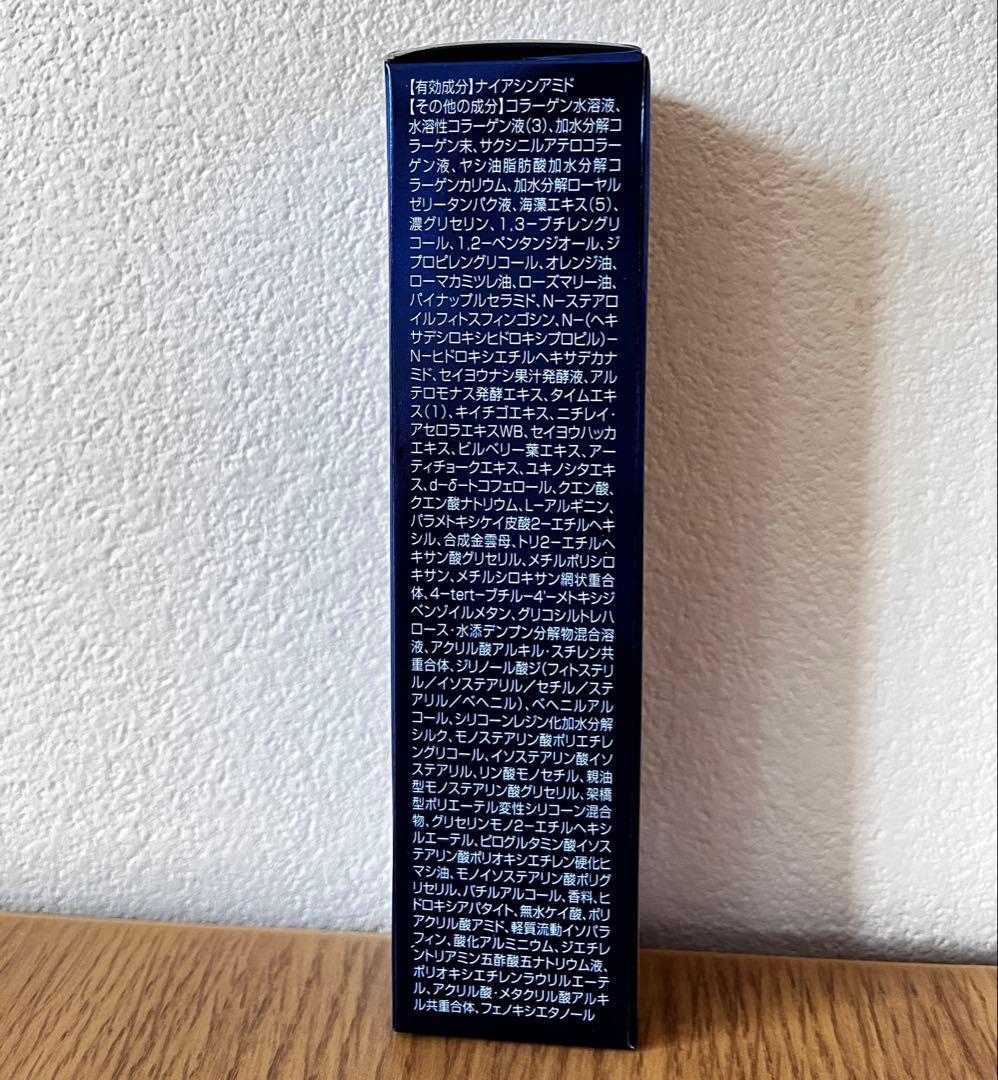 【有効成分】ナイアシンアミド
【その他の成分】コラーゲン水溶液、
水溶性コラーゲン液(3)、加水分解コ
ラーゲン末、サクシニルアテロコラー
ゲン液、ヤシ油脂肪酸加水分解コ
ラーゲンカリウム、加水分解ローヤル
ゼリータンパク液、海藻エキス(5)、
濃グリセリン、1,3−ブチレングリ
コール、1,2−ペンタンジオール、ジ
プロピレングリコール、オレンジ油、
ローマカミツレ油、ローズマリー油、
パイナップルセラミド、N−ステアロ
イルフィトスフィンゴシン、N−(ヘキ
サデシロキシヒドロキシプロピル)−
N−ヒドロキシエチルヘキサデカナ
ミド、セイヨウナシ果汁発酵液、アル
テロモナス発酵エキス、タイムエキ
ス(1)、キイチゴエキス、ニチレイ・
アセロラエキスWB、セイヨウハッカ
エキス、ビルベリー葉エキス、アー
ティチョークエキス、ユキノシタエキ
ス、d−δ−トコフェロール、クエン酸、
クエン酸ナトリウム、L−アルギニン、
パラメトキシケイ皮酸2−エチルヘキ
シル、合成金雲母、トリ2−エチルヘ
キサン酸グリセリル、メチルポリシロ
キサン、メチルシロキサン網状重合
体、4−tert−ブチル−4'−メトキシジ
ベンゾイルメタン、グリコシルトレハ
ロース・水添デンプン分解物混合溶
液、アクリル酸アルキル・スチレン共
重合体、ジリノール酸ジ(フィトステリ
ル/イソステアリル/セチル/ステ
アリル/ベヘニル)、ベヘニルアル
コール、シリコーンレジン化加水分解
シルク、モノステアリン酸ポリエチレ
ングリコール、イソステアリン酸イソ
ステアリル、リン酸モノセチル、親油
型モノステアリン酸グリセリル、架橋
型ポリエーテル変性シリコーン混合
物、グリセリンモノ2−エチルヘキシ
ルエーテル、ピログルタミン酸イソス
テアリン酸ポリオキシエチレン硬化ヒ
マシ油、モノイソステアリン酸ポリグ
リセリル、バチルアルコール、香料、ヒ
ドロキシアパタイト、無水ケイ酸、ポリ
アクリル酸アミド、軽質流動イソパラ
フィン、酸化アルミニウム、ジエチレ
ントリアミン五酢酸五ナトリウム液、
ポリオキシエチレンラウリルエーテ
ル、アクリル酸・メタクリル酸アルキ
ル共重合体、フェノキシエタノール